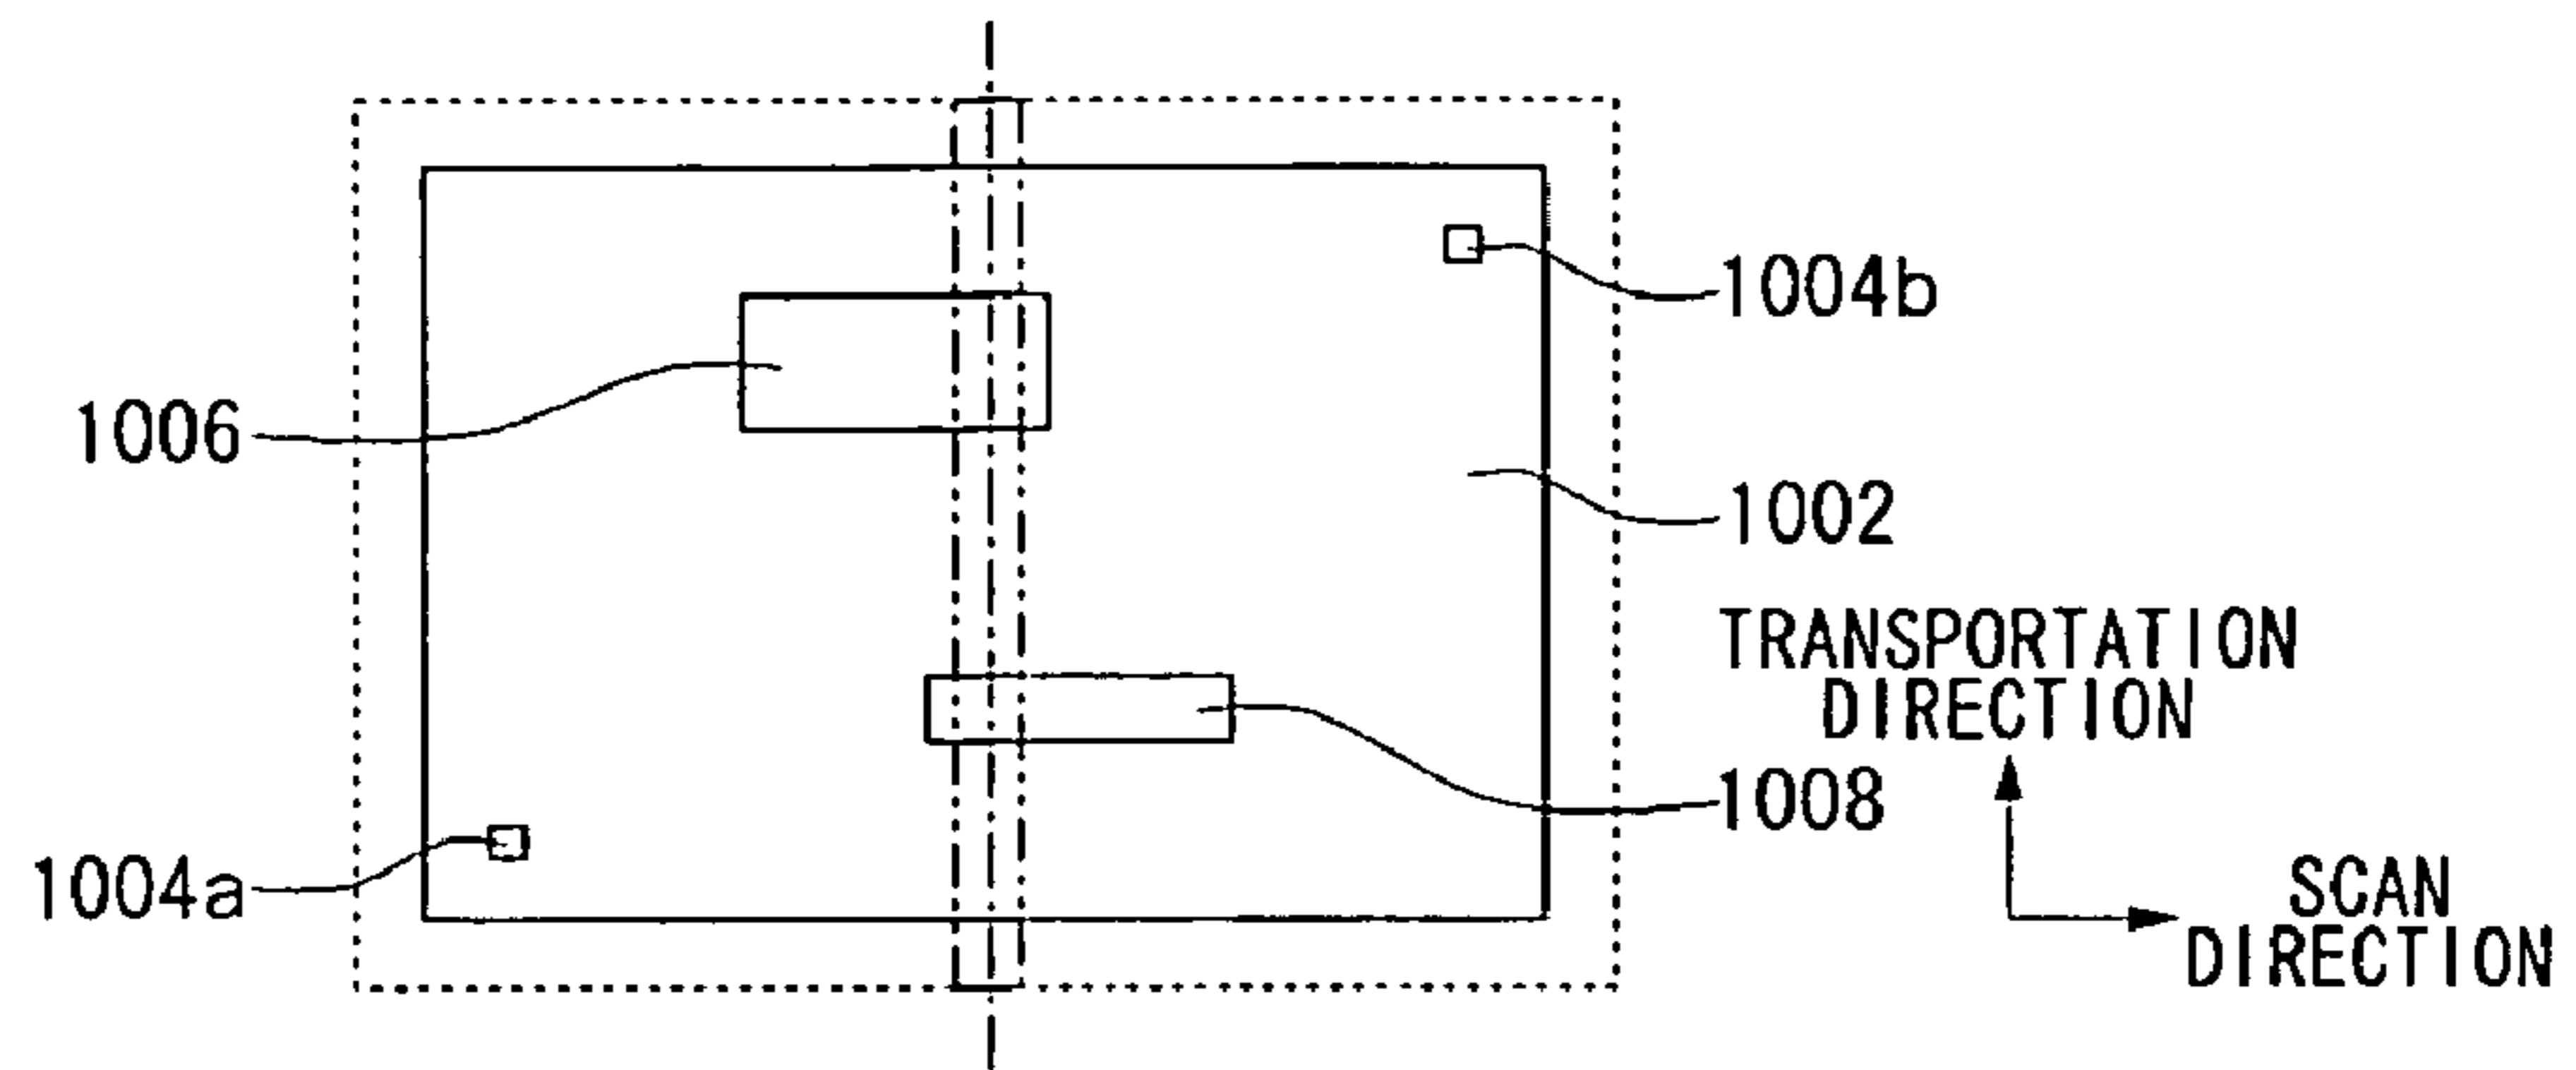 1004b
1006
1002
TRANSPORTATION
DIRECTION
1008
1004a
SCAN
DIRECTION